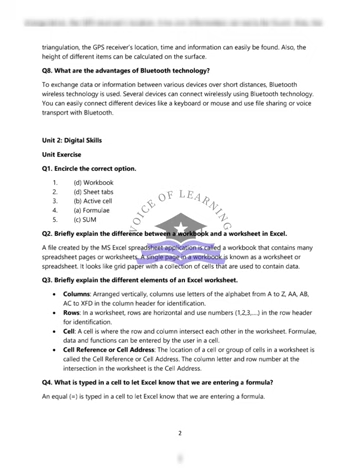 triangulation, the GPS receiver's location, time and information can easily be found. Also, the
height of different items can be calculated on the surface.
Q8. What are the advantages of Bluetooth technology?
To exchange data or information between various devices over short distances, Bluetooth
wireless technology is used. Several devices can connect wirelessly using Bluetooth technology.
You can easily connect different devices like a keyboard or mouse and use file sharing or voice
transport with Bluetooth.
Unit 2: Digital Skills
Unit Exercise
Q1. Encircle the correct option.
1. (d) Workbook
2. (d) Sheet tabs
3. (b) Active cell
4. (a) Formulae
5. (c) SUM
VOICE OF LEARNING
Q2. Briefly explain the difference between a workbook and a worksheet in Excel.
A file created by the MS Excel spreadsheet application is called a workbook that contains many
spreadsheet pages or worksheets. A single page in a workbook is known as a worksheet or
spreadsheet. It looks like grid paper with a collection of cells that are used to contain data.
Q3. Briefly explain the different elements of an Excel worksheet.
• Columns: Arranged vertically, columns use letters of the alphabet from A to Z, AA, AB,
AC to XFD in the column header for identification.
• Rows: In a worksheet, rows are horizontal and use numbers (1,2,3,....) in the row header
for identification.
• Cell: A cell is where the row and column intersect each other in the worksheet. Formulae,
data and functions can be entered by the user in a cell.
• Cell Reference or Cell Address: The location of a cell or group of cells in a worksheet is
called the Cell Reference or Cell Address. The column letter and row number at the
intersection in the worksheet is the Cell Address.
Q4. What is typed in a cell to let Excel know that we are entering a formula?
An equal (=) is typed in a cell to let Excel know that we are entering a formula.
2